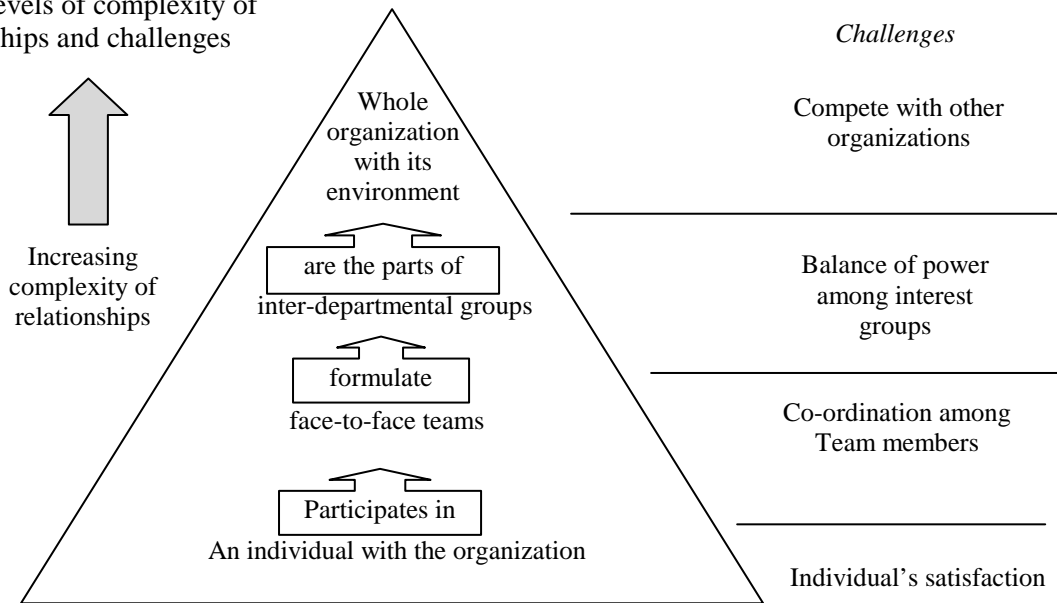 evels of complexity of
hips and challenges
Increasing
complexity of
relationships
Whole
organization
with its
environment
are the parts of
inter-departmental groups
formulate
face-to-face teams
Participates in
An individual with the organization
Challenges
Compete with other
organizations
Balance of power
among interest
groups
Co-ordination among
Team members
Individual’s satisfaction